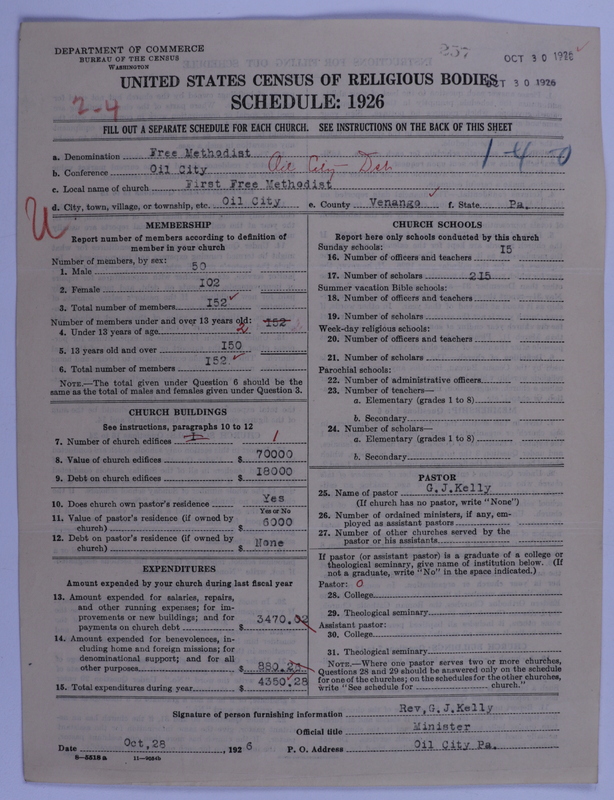 DEPARTMENT OF COMMERCE
BUREAU OF THE CENSUS
WASHINGTON
257
OCT 30 1926
OCT 30 1926
UNITED STATES CENSUS OF RELIGIOUS BODIES
2-4
SCHEDULE: 1926
FILL OUT A SEPARATE SCHEDULE FOR EACH CHURCH. SEE INSTRUCTIONS ON THE BACK OF THIS SHEET
a. Denomination Free Methodist
b. Conference Oil City Oil City Dst 1-4-0
c. Local name of church First Free Methodist
d. City, town, village, or township, etc. Oil City e. County Venango f. State Pa.
MEMBERSHIP
Report number of members according to definition of member in your church
Number of members, by sex:
1. Male 50
2. Female 102
3. Total number of members 152
Number of members under and over 13 years old: 152
4. Under 13 years of age 2
5. 13 years old and over 150
6. Total number of members 152
NOTE.—The total given under Question 6 should be the same as the total of males and females given under Question 3.
CHURCH BUILDINGS
See instructions, paragraphs 10 to 12
7. Number of church edifices 1
8. Value of church edifices $ 70000
9. Debt on church edifices $ 18000
10. Does church own pastor's residence Yes
Yes or No
11. Value of pastor's residence (if owned by church) $ 6000
12. Debt on pastor's residence (if owned by church) $ None
EXPENDITURES
Amount expended by your church during last fiscal year
13. Amount expended for salaries, repairs, and other running expenses; for improvements or new buildings; and for payments on church debt $ 3470.02
14. Amount expended for benevolences, including home and foreign missions; for denominational support; and for all other purposes $
15. Total expenditures during year $ 4350.28
CHURCH SCHOOLS
Report here only schools conducted by this church
Sunday schools:
16. Number of officers and teachers 15
17. Number of scholars 215
Summer vacation Bible schools:
18. Number of officers and teachers
19. Number of scholars
Week-day religious schools:
20. Number of officers and teachers
21. Number of scholars
Parochial schools:
22. Number of administrative officers
23. Number of teachers—
a. Elementary (grades 1 to 8)
b. Secondary
24. Number of scholars—
a. Elementary (grades 1 to 8)
b. Secondary
PASTOR
25. Name of pastor G.J.Kelly
(If church has no pastor, write "None")
26. Number of ordained ministers, if any, employed as assistant pastors
27. Number of other churches served by the pastor or his assistants
If pastor (or assistant pastor) is a graduate of a college or theological seminary, give name of institution below. (If not a graduate, write "No" in the space indicated.)
Pastor: 0
28. College
29. Theological seminary
Assistant pastor:
30. College
31. Theological seminary
NOTE.—Where one pastor serves two or more churches, Questions 28 and 29 should be answered only on the schedule for one of the churches; on the schedules for the other churches, write "See schedule for church."
Signature of person furnishing information Rev,G.J.Kelly
Official title Minister
Date Oct,28, 1926 P. O. Address Oil City Pa.
8-5518a 11-9054b